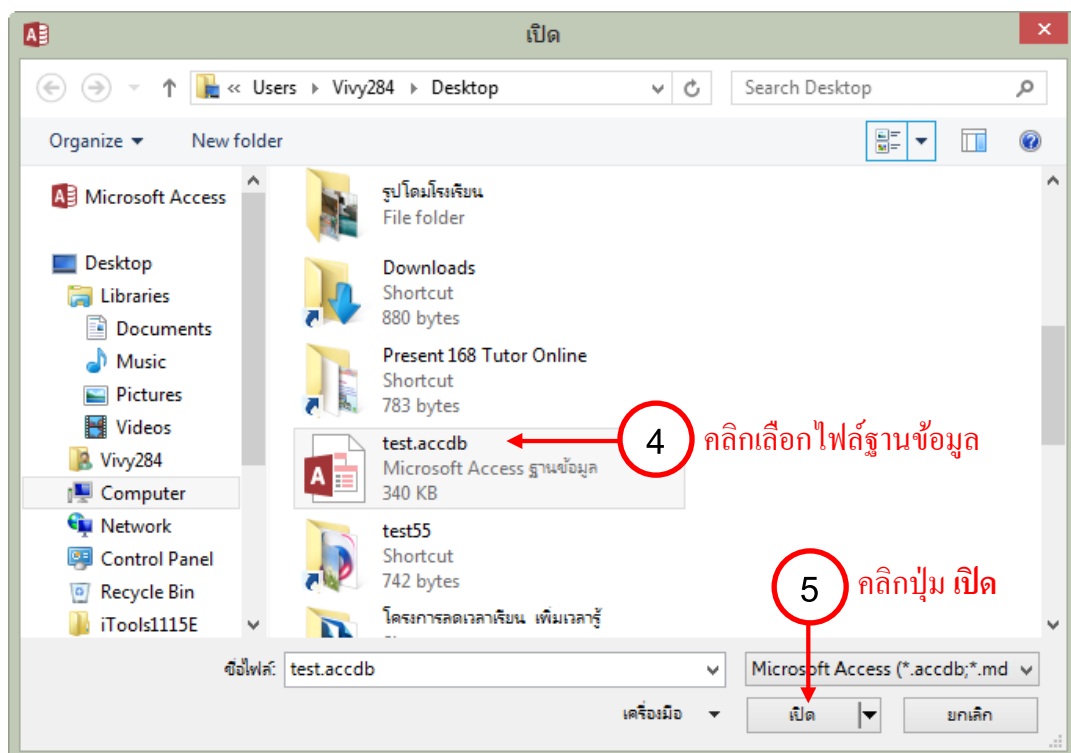 เปิด
« Users Vivy284 Desktop
Search Desktop
Organize
New folder
Microsoft Access
Desktop
Libraries
Documents
Music
Pictures
Videos
Vivy284
Computer
Network
Control Panel
Recycle Bin
iTools1115E
รูปโดมโรงเรียน
File folder
Downloads
Shortcut
880 bytes
Present 168 Tutor Online
Shortcut
783 bytes
test.accdb
Microsoft Access ฐานข้อมูล
340 KB
test55
Shortcut
742 bytes
โครงการลดเวลาเรียน เพิ่มเวลารู้
4 คลิกเลือกไฟล์ฐานข้อมูล
5 คลิกปุ่ม เปิด
ชื่อไฟล์: test.accdb
Microsoft Access (*.accdb;*.md
เครื่องมือ
เปิด
ยกเลิก